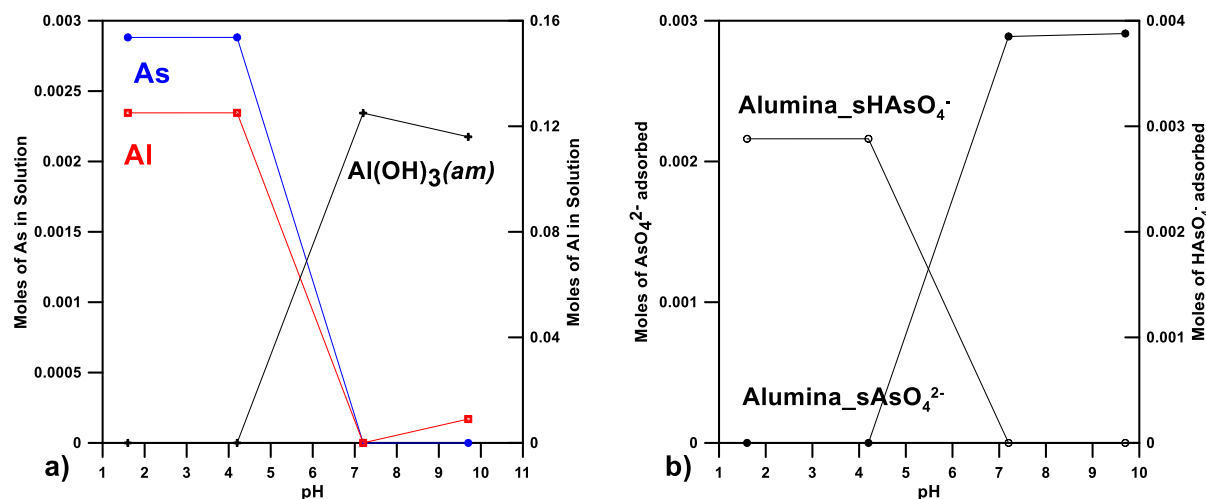 a)
Moles of As in Solution
0.003
0.0025
0.002
0.0015
0.001
0.0005
0
As
Al
Al(OH)3(am)
0.16
0.12
0.08
0.04
0
Moles of Al in Solution
1 2 3 4 5 6 7 8 9 10 11
pH
b)
Moles of AsO₄²⁻ adsorbed
0.003
0.002
0.001
0
Alumina_sHAsO₄⁻
Alumina_sAsO₄²⁻
0.004
0.003
0.002
0.001
0
Moles of HAsO₄⁻ adsorbed
1 2 3 4 5 6 7 8 9 10
pH